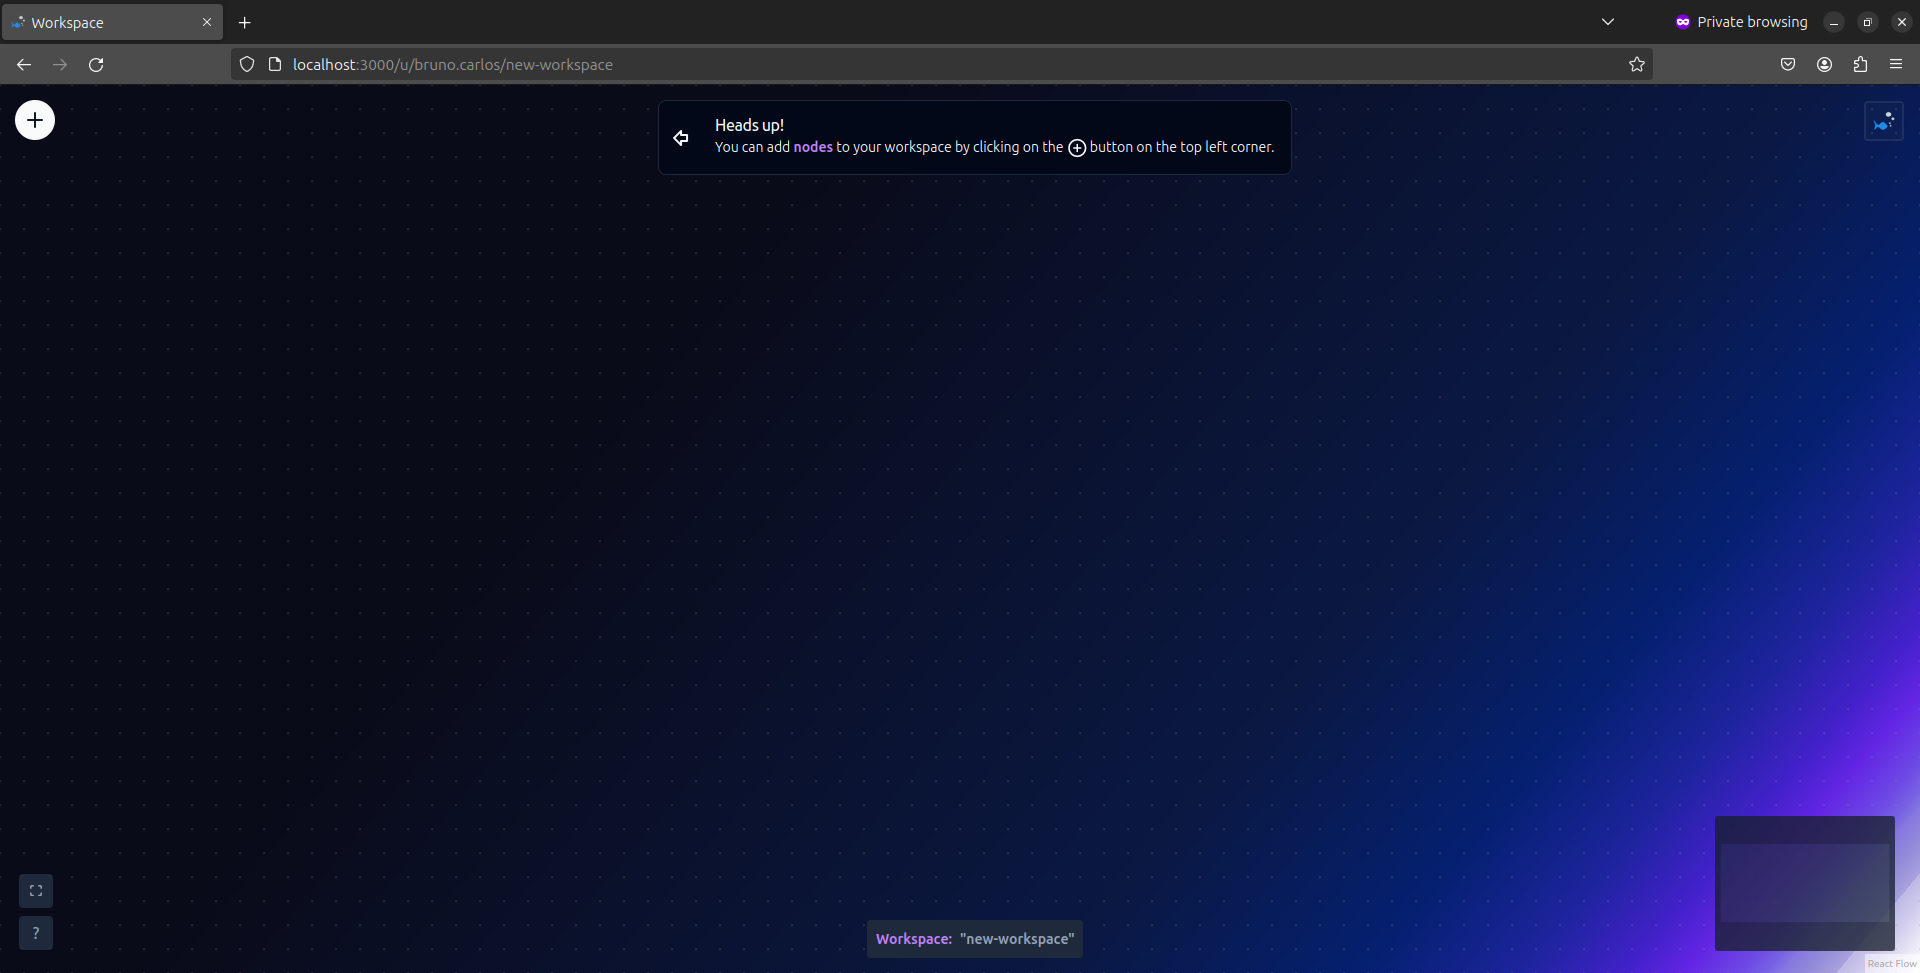 Workspace
Private browsing
localhost:3000/u/bruno.carlos/new-workspace
Heads up!
You can add nodes to your workspace by clicking on the button on the top left corner.
?
Workspace: "new-workspace"
React Flow